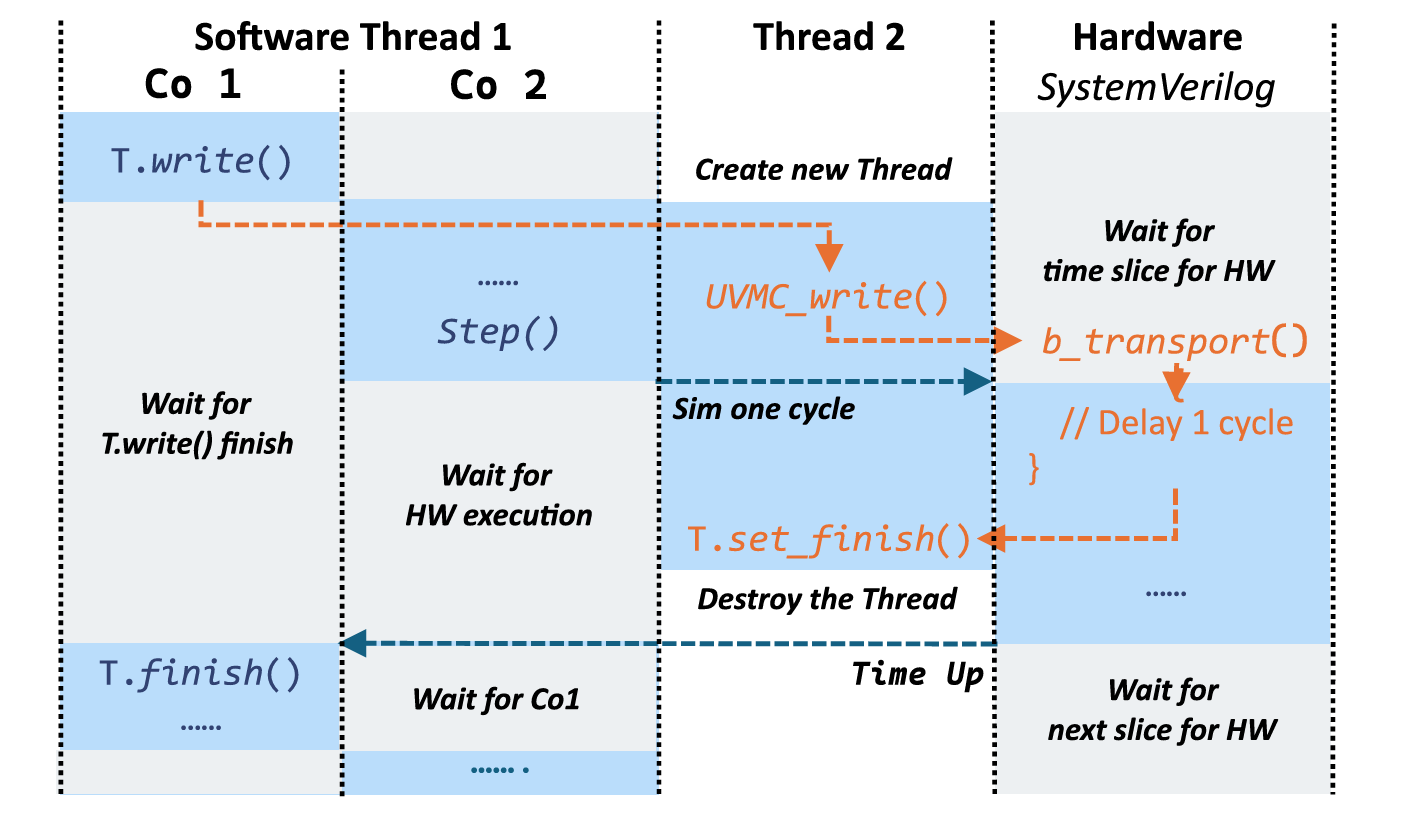 Software Thread 1
Thread 2
Hardware
Co 1
Co 2
SystemVerilog
T.write()
Create new Thread
Wait for
time slice for HW
......
Step()
UVMC_write()
b_transport()
{
Sim one cycle
// Delay 1 cycle
}
Wait for
T.write() finish
Wait for
HW execution
T.set_finish()
Destroy the Thread
......
T.finish()
......
Wait for Co1
Time Up
Wait for
next slice for HW
...... .